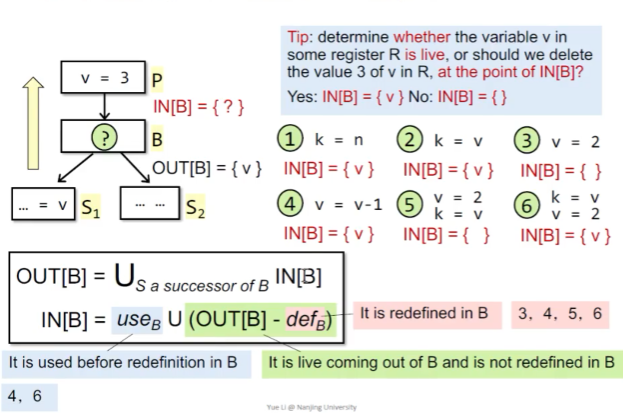 Tip: determine whether the variable v in
some register R is live, or should we delete
the value 3 of v in R, at the point of IN[B]?
Yes: IN[B] = { v } No: IN[B] = { }
v = 3 P
IN[B] = { ? }
? B
OUT[B] = { v }
... = v S₁
... ... S₂
① k = n
IN[B] = { v }
② k = v
IN[B] = { v }
③ v = 2
IN[B] = { }
④ v = v-1
IN[B] = { v }
⑤ v = 2
k = v
IN[B] = { }
⑥ k = v
v = 2
IN[B] = { v }
OUT[B] = U S a successor of B IN[B]
IN[B] = use_B U (OUT[B] - def_B)
It is redefined in B
3, 4, 5, 6
It is used before redefinition in B
It is live coming out of B and is not redefined in B
4, 6
Yue Li @ Nanjing University